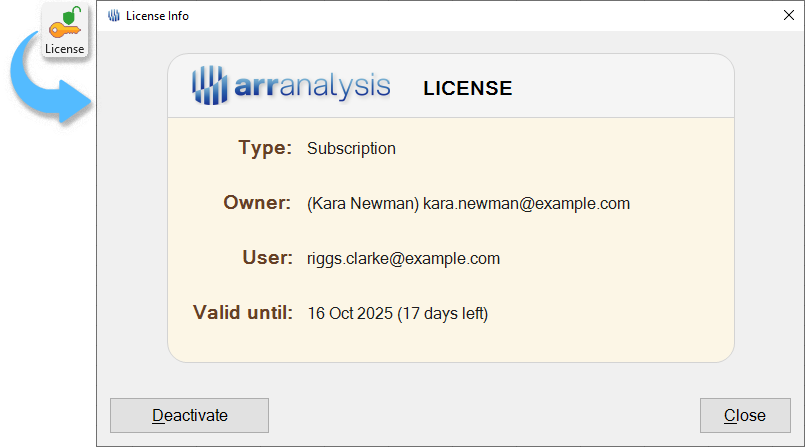 License
License Info
arranalysis LICENSE
Type: Subscription
Owner: (Kara Newman) kara.newman@example.com
User: riggs.clarke@example.com
Valid until: 16 Oct 2025 (17 days left)
Deactivate Close